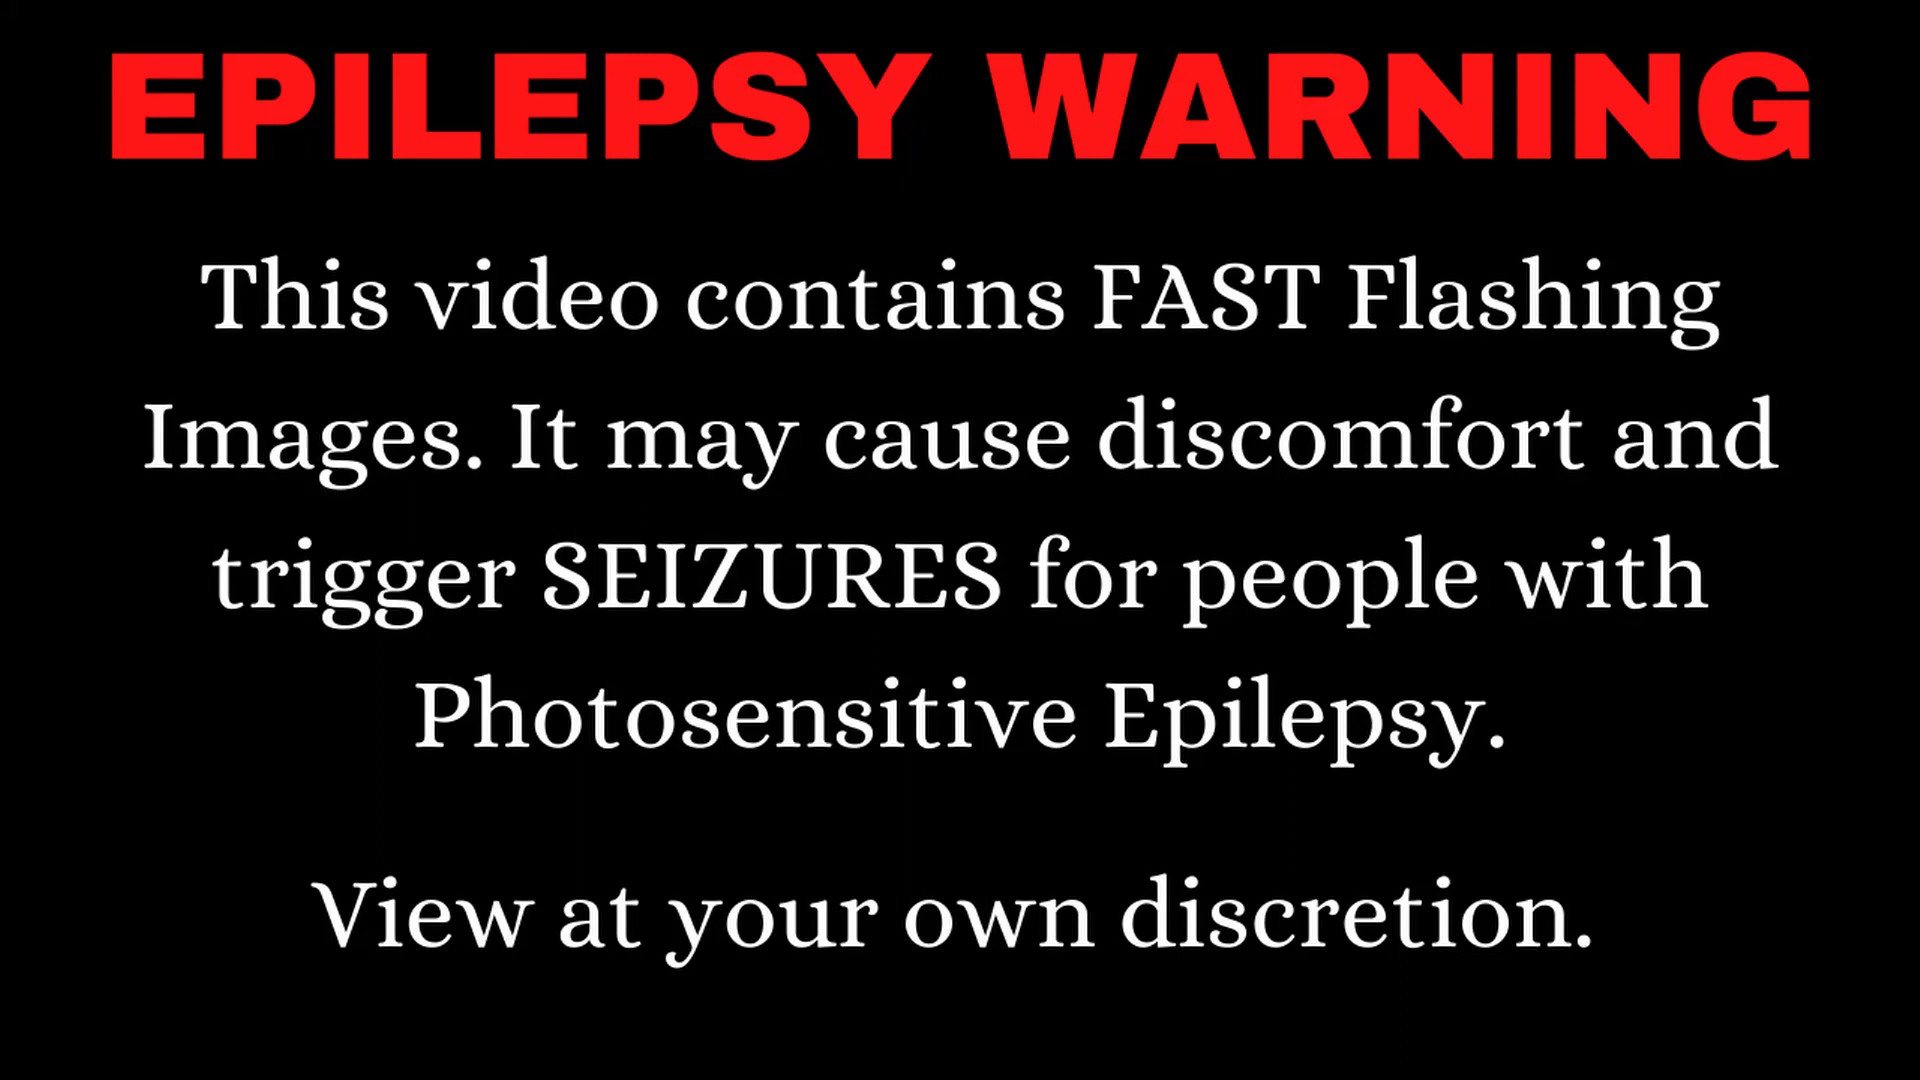 EPILEPSY WARNING
This video contains FAST Flashing
Images. It may cause discomfort and
trigger SEIZURES for people with
Photosensitive Epilepsy.
View at your own discretion.